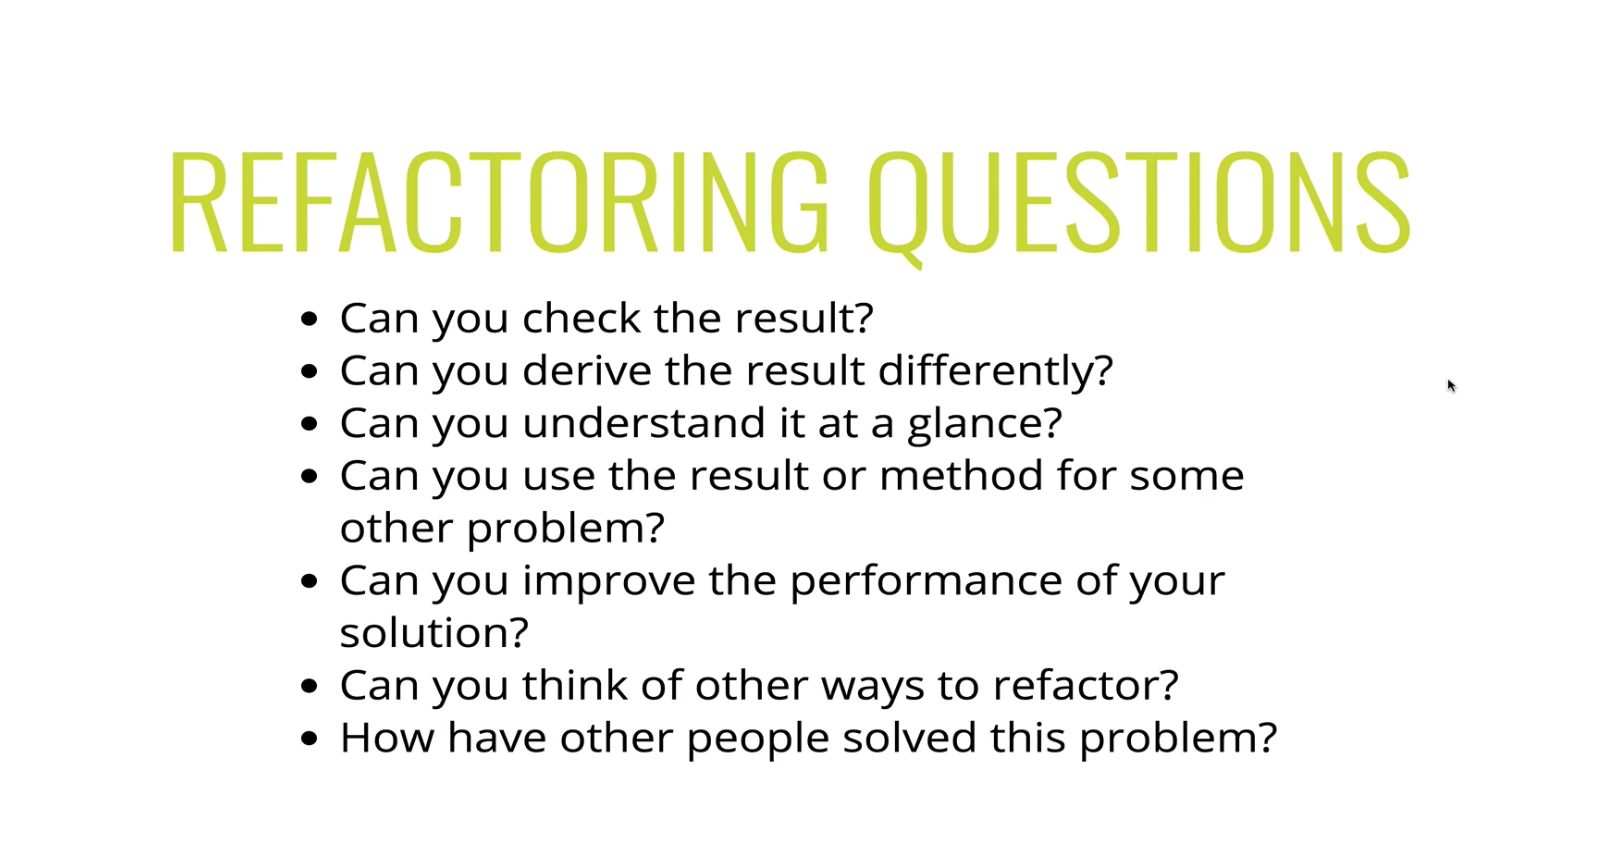 REFACTORING QUESTIONS
• Can you check the result?
• Can you derive the result differently?
• Can you understand it at a glance?
• Can you use the result or method for some
other problem?
• Can you improve the performance of your
solution?
• Can you think of other ways to refactor?
• How have other people solved this problem?